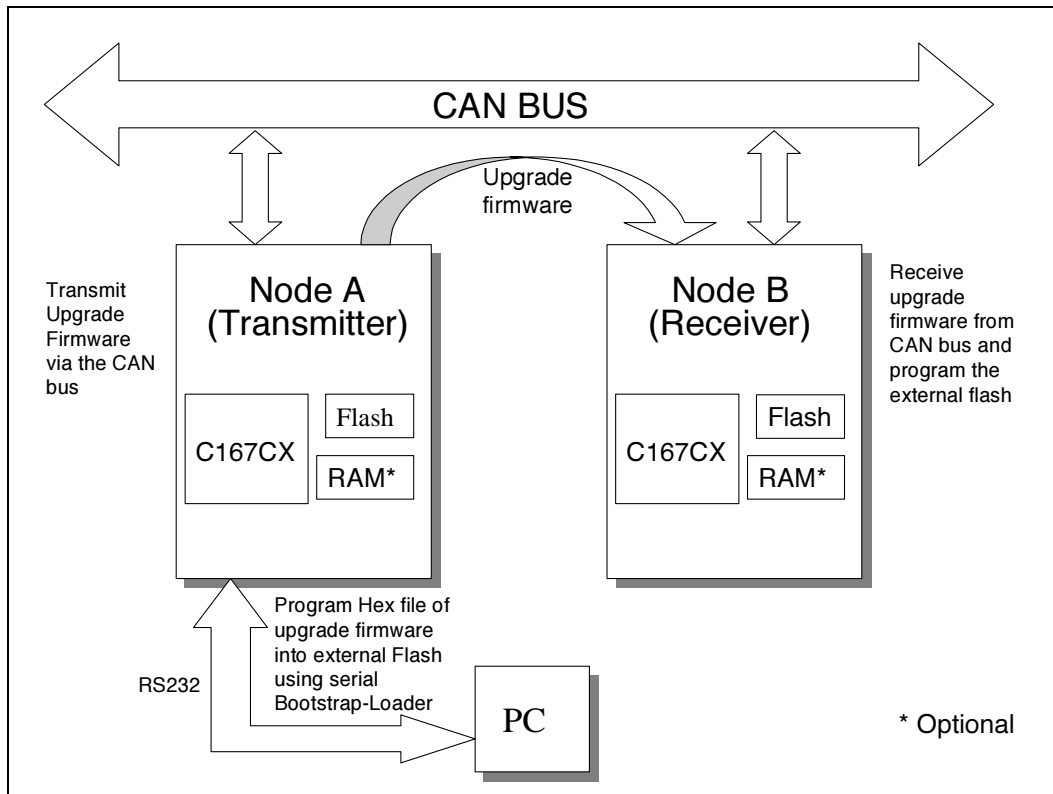 CAN BUS
Upgrade
firmware
Transmit
Upgrade
Firmware
via the CAN
bus
Node A
(Transmitter)
C167CX
Flash
RAM*
Node B
(Receiver)
C167CX
Flash
RAM*
Receive
upgrade
firmware from
CAN bus and
program the
external flash
RS232
Program Hex file of
upgrade firmware
into external Flash
using serial
Bootstrap-Loader
PC
* Optional